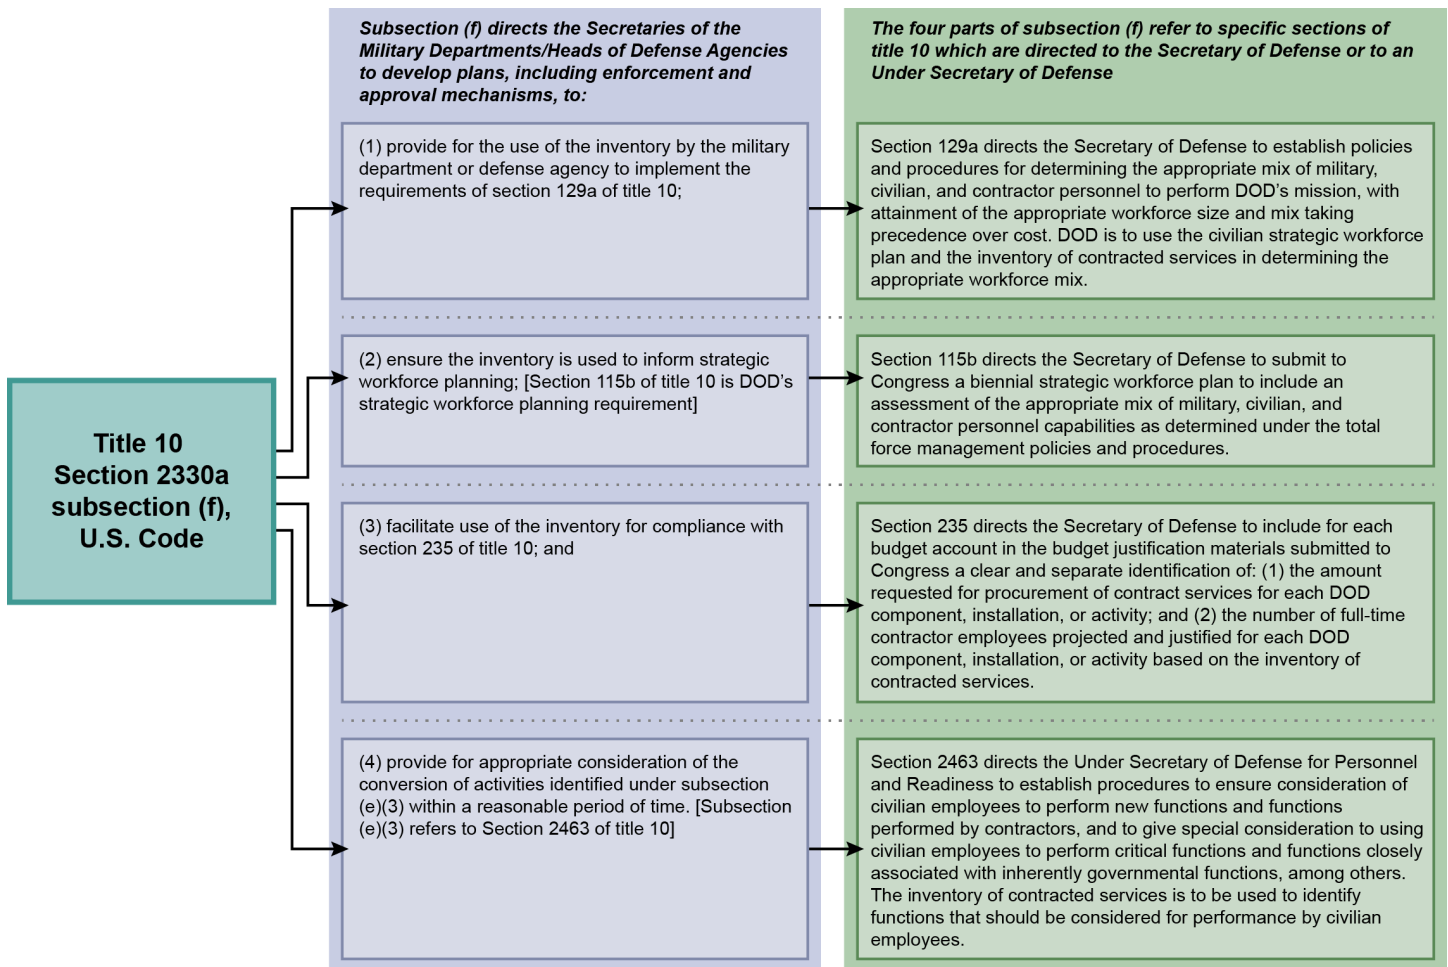 Subsection (f) directs the Secretaries of the
Military Departments/Heads of Defense Agencies
to develop plans, including enforcement and
approval mechanisms, to:
The four parts of subsection (f) refer to specific sections of
title 10 which are directed to the Secretary of Defense or to an
Under Secretary of Defense
Title 10
Section 2330a
subsection (f),
U.S. Code
(1) provide for the use of the inventory by the military
department or defense agency to implement the
requirements of section 129a of title 10;
Section 129a directs the Secretary of Defense to establish policies
and procedures for determining the appropriate mix of military,
civilian, and contractor personnel to perform DOD’s mission, with
attainment of the appropriate workforce size and mix taking
precedence over cost. DOD is to use the civilian strategic workforce
plan and the inventory of contracted services in determining the
appropriate workforce mix.
(2) ensure the inventory is used to inform strategic
workforce planning; [Section 115b of title 10 is DOD’s
strategic workforce planning requirement]
Section 115b directs the Secretary of Defense to submit to
Congress a biennial strategic workforce plan to include an
assessment of the appropriate mix of military, civilian, and
contractor personnel capabilities as determined under the total
force management policies and procedures.
(3) facilitate use of the inventory for compliance with
section 235 of title 10; and
Section 235 directs the Secretary of Defense to include for each
budget account in the budget justification materials submitted to
Congress a clear and separate identification of: (1) the amount
requested for procurement of contract services for each DOD
component, installation, or activity; and (2) the number of full-time
contractor employees projected and justified for each DOD
component, installation, or activity based on the inventory of
contracted services.
(4) provide for appropriate consideration of the
conversion of activities identified under subsection
(e)(3) within a reasonable period of time. [Subsection
(e)(3) refers to Section 2463 of title 10]
Section 2463 directs the Under Secretary of Defense for Personnel
and Readiness to establish procedures to ensure consideration of
civilian employees to perform new functions and functions
performed by contractors, and to give special consideration to using
civilian employees to perform critical functions and functions closely
associated with inherently governmental functions, among others.
The inventory of contracted services is to be used to identify
functions that should be considered for performance by civilian
employees.